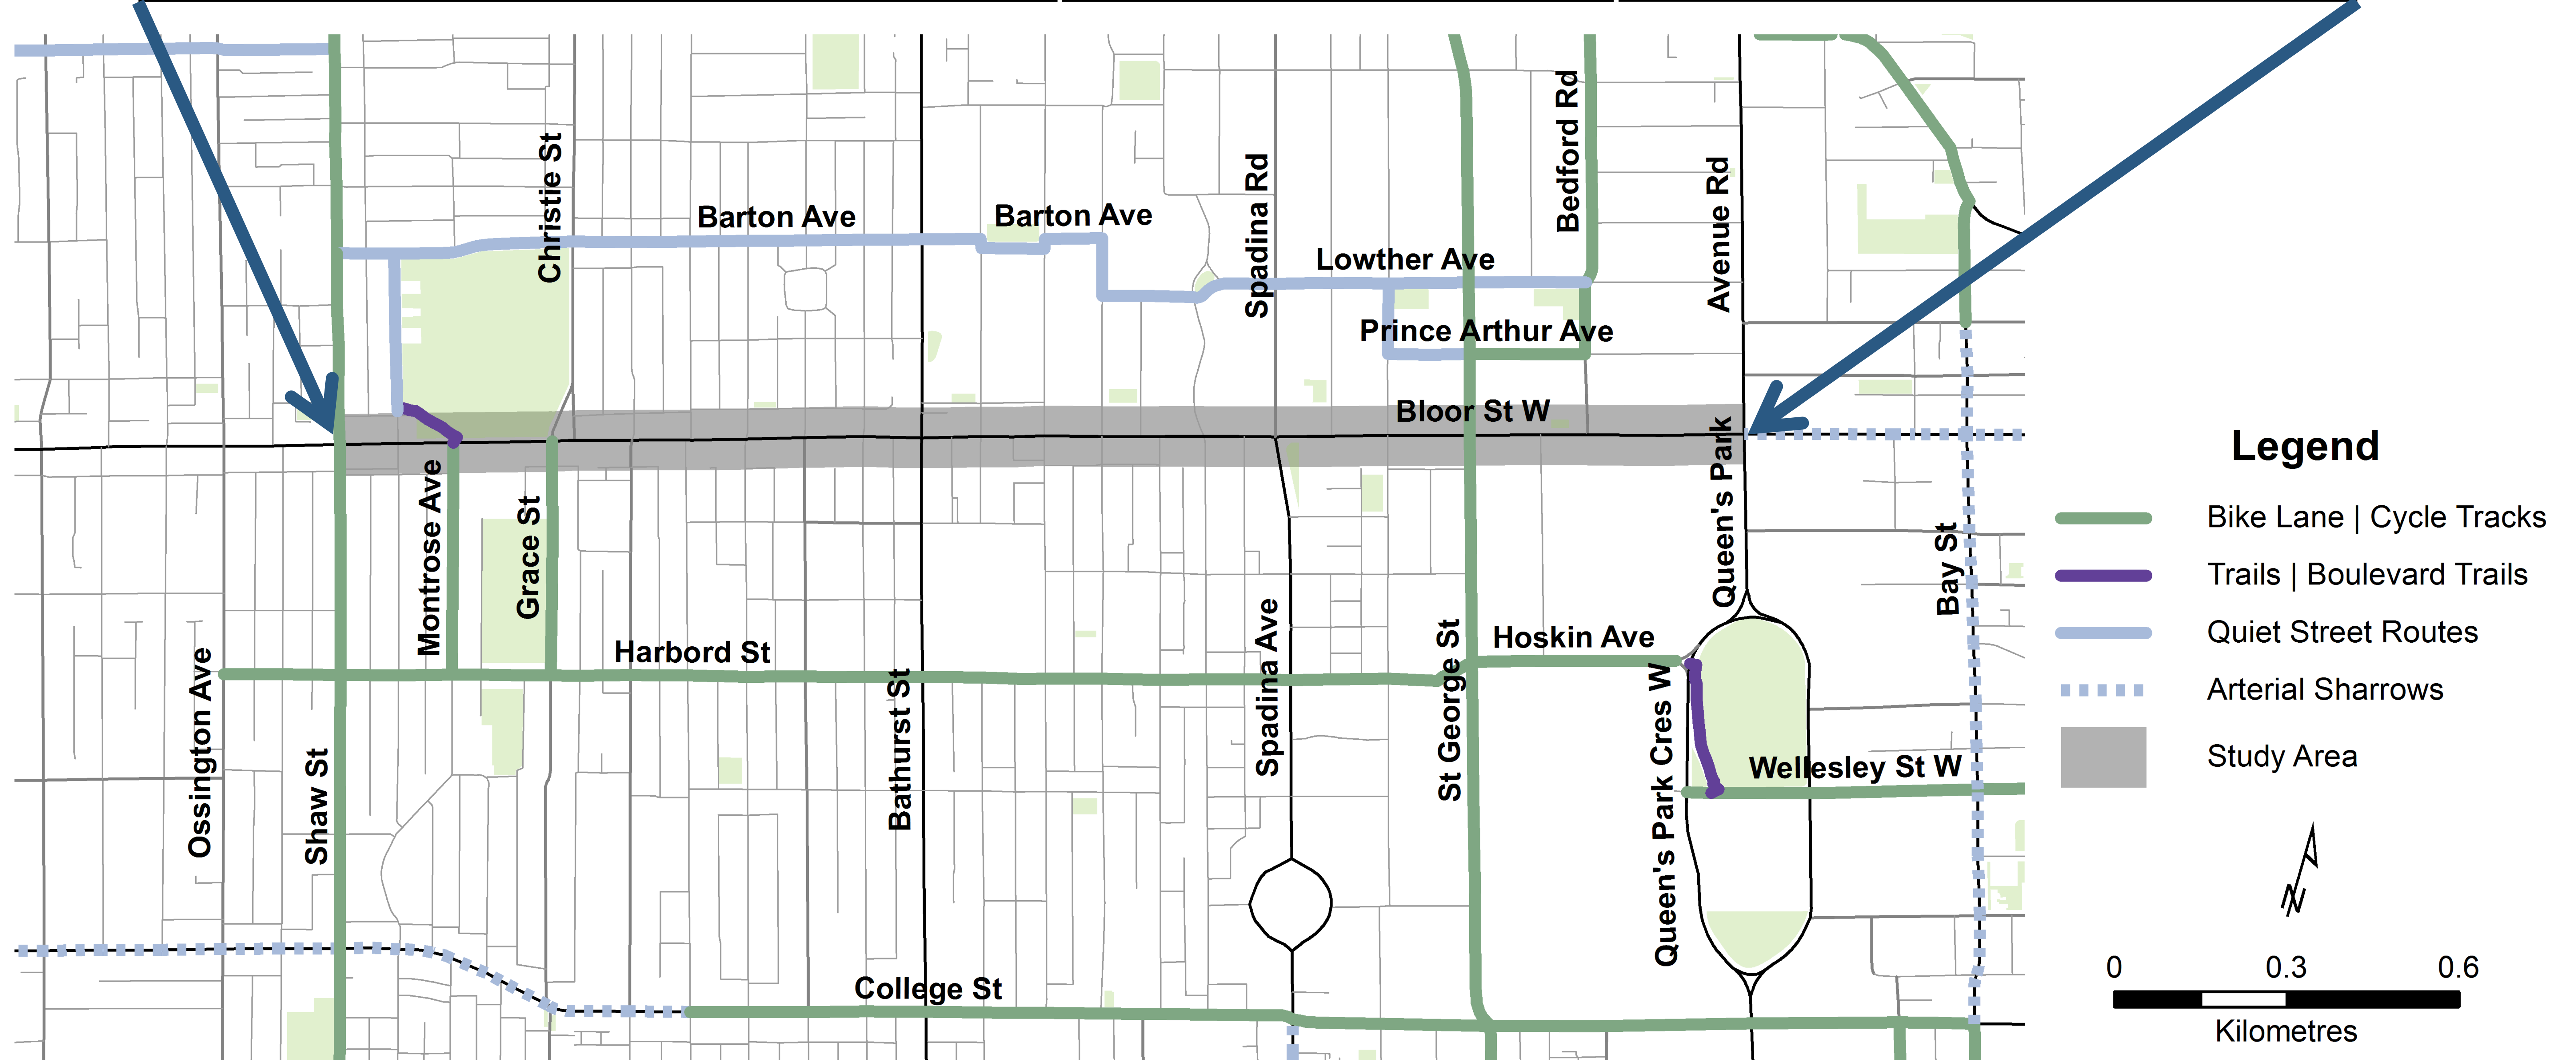 Christie St
Barton Ave
Barton Ave
Spadina Rd
Lowther Ave
Bedford Rd
Avenue Rd
Prince Arthur Ave
Bloor St W
Montrose Ave
Grace St
Queen's Park
Bay St
Ossington Ave
Shaw St
Harbord St
Bathurst St
Spadina Ave
St George St
Hoskin Ave
Queen's Park Cres W
Wellesley St W
College St
Legend
Bike Lane | Cycle Tracks
Trails | Boulevard Trails
Quiet Street Routes
Arterial Sharrows
Study Area
N
0 0.3 0.6
Kilometres